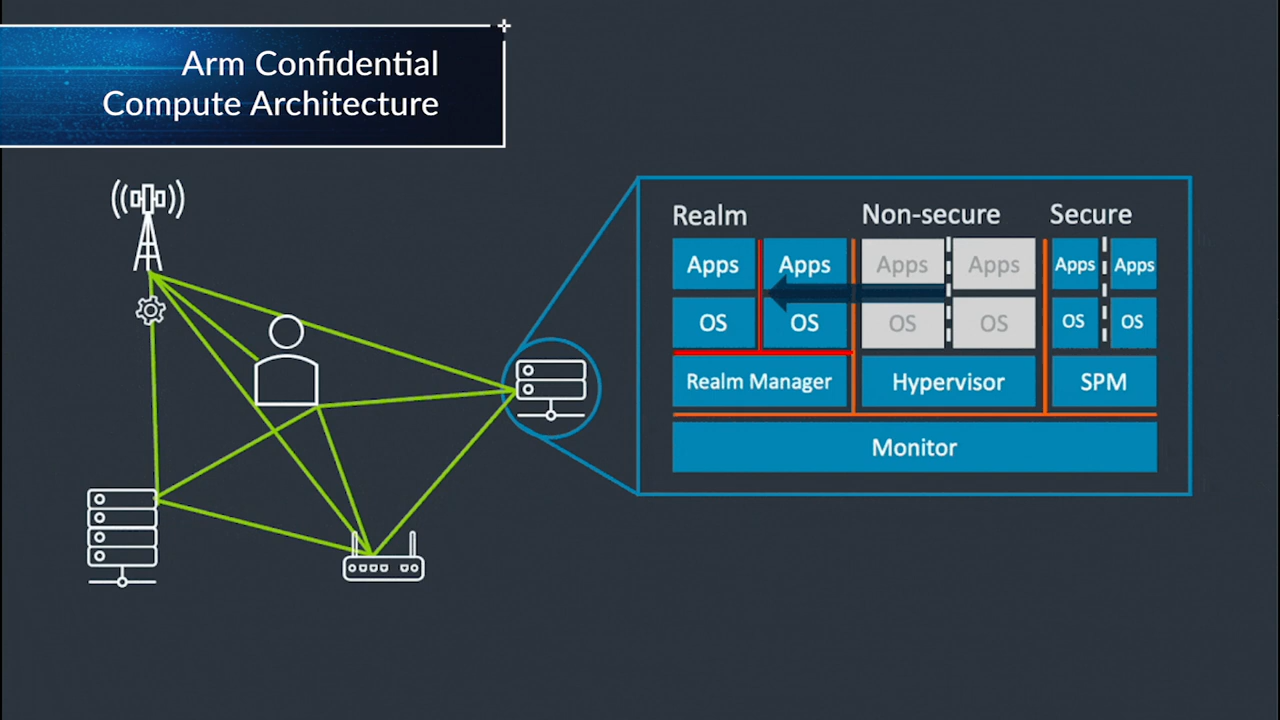 Arm Confidential
Compute Architecture
Realm Non-secure Secure
Apps Apps Apps Apps Apps Apps
OS OS OS OS OS OS
Realm Manager Hypervisor SPM
Monitor